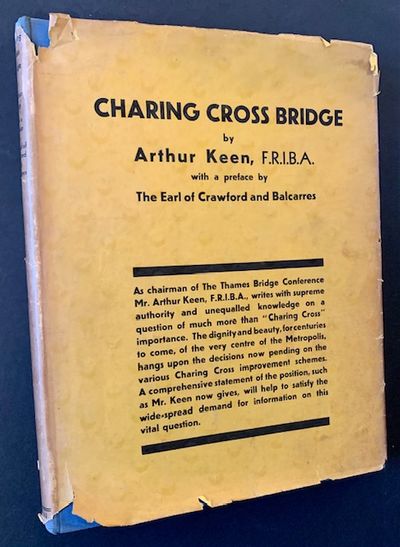 CHARING CROSS BRIDGE
by
Arthur Keen, F.R.I.B.A.
with a preface by
The Earl of Crawford and Balcarres
As chairman of The Thames Bridge Conference
Mr. Arthur Keen, F.R.I.B.A., writes with supreme
authority and unequalled knowledge on a
question of much more than "Charing Cross"
importance. The dignity and beauty, for centuries
to come, of the very centre of the Metropolis,
hangs upon the decisions now pending on the
various Charing Cross improvement schemes.
A comprehensive statement of the position, such
as Mr. Keen now gives, will help to satisfy the
wide-spread demand for information on this
vital question.